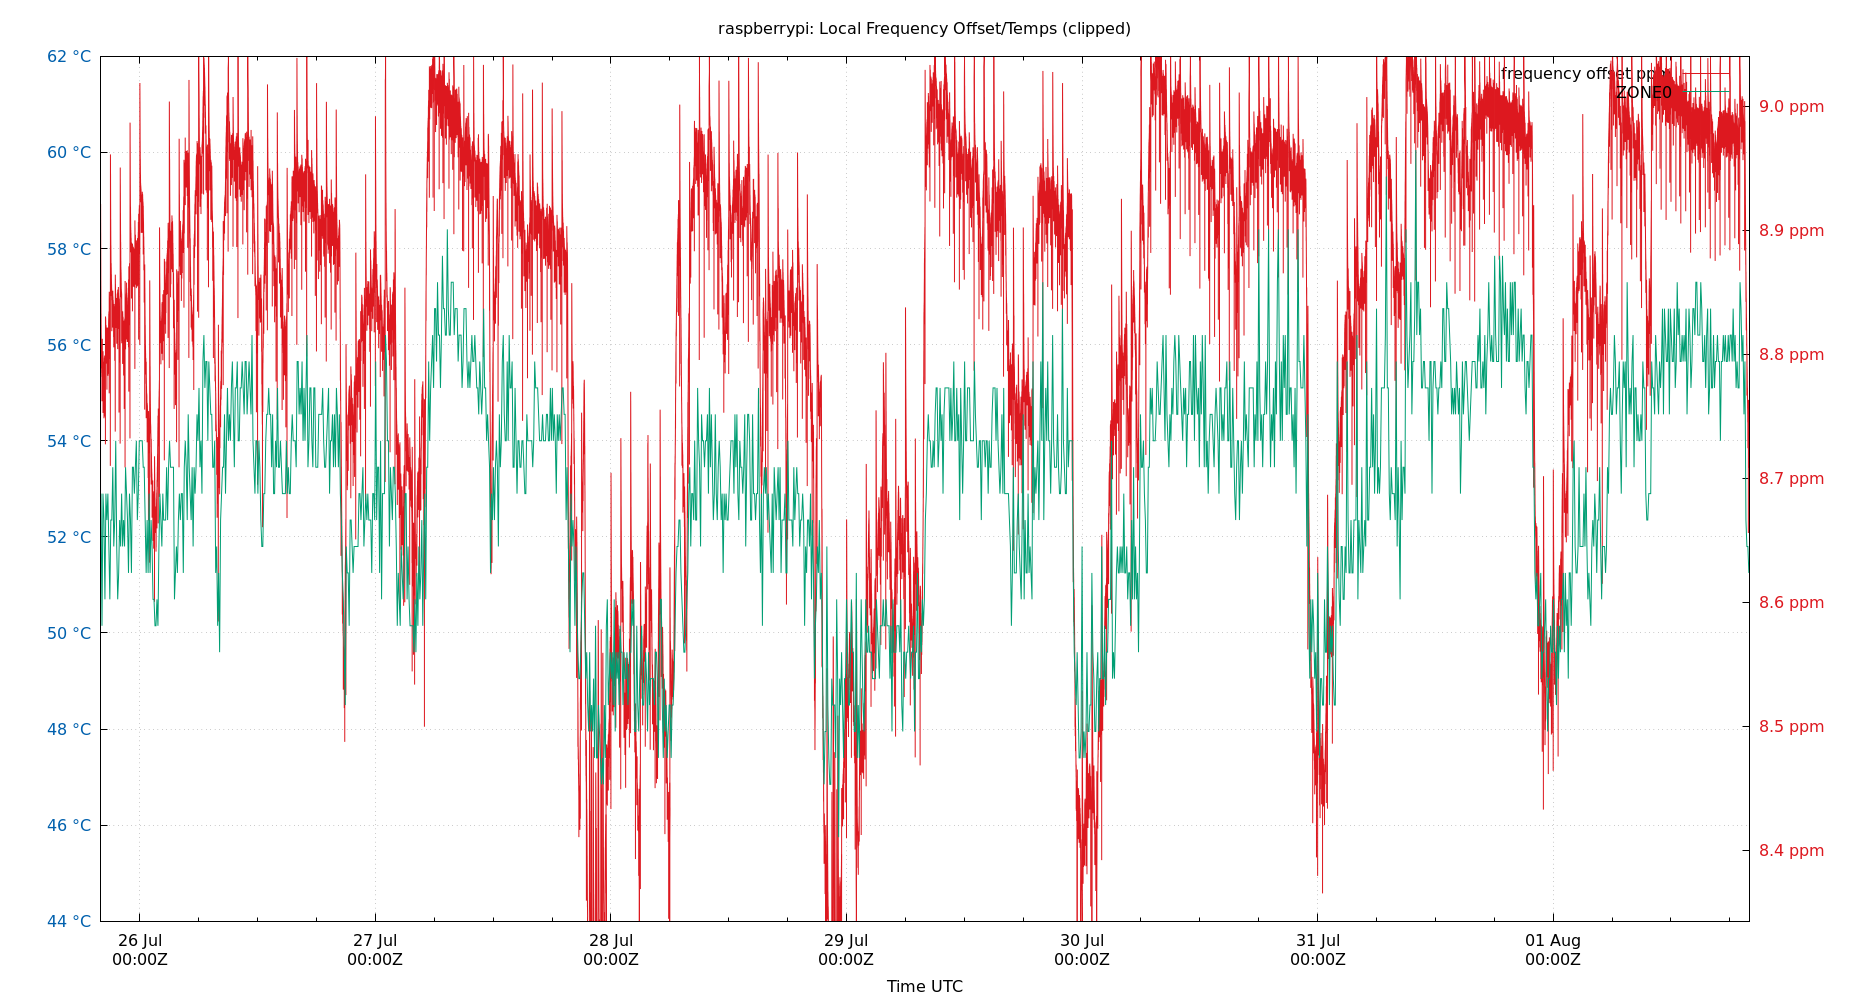 raspberrypi: Local Frequency Offset/Temps (clipped)
62 °C
60 °C
58 °C
56 °C
54 °C
52 °C
50 °C
48 °C
46 °C
44 °C
frequency offset ppm
ZONE0
9.0 ppm
8.9 ppm
8.8 ppm
8.7 ppm
8.6 ppm
8.5 ppm
8.4 ppm
26 Jul
00:00Z
27 Jul
00:00Z
28 Jul
00:00Z
29 Jul
00:00Z
30 Jul
00:00Z
31 Jul
00:00Z
01 Aug
00:00Z
Time UTC